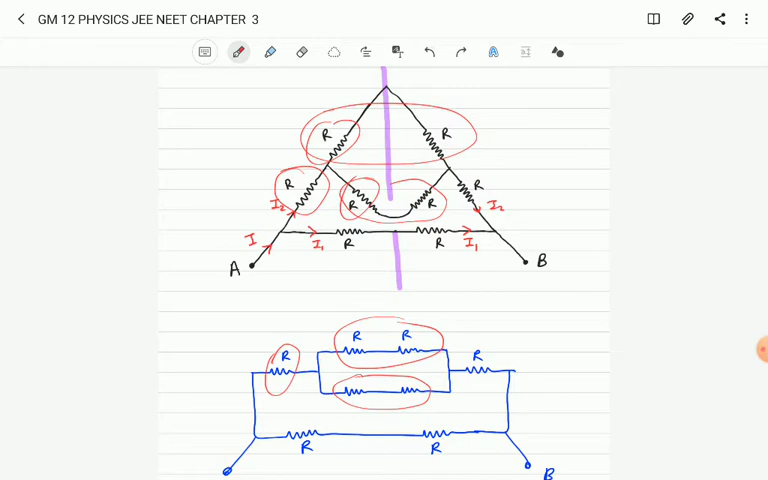 GM 12 PHYSICS JEE NEET CHAPTER 3
R R
R R
R R
I₂ I₂
I I₁ R R I₁
A B
R R
R R
R R
B